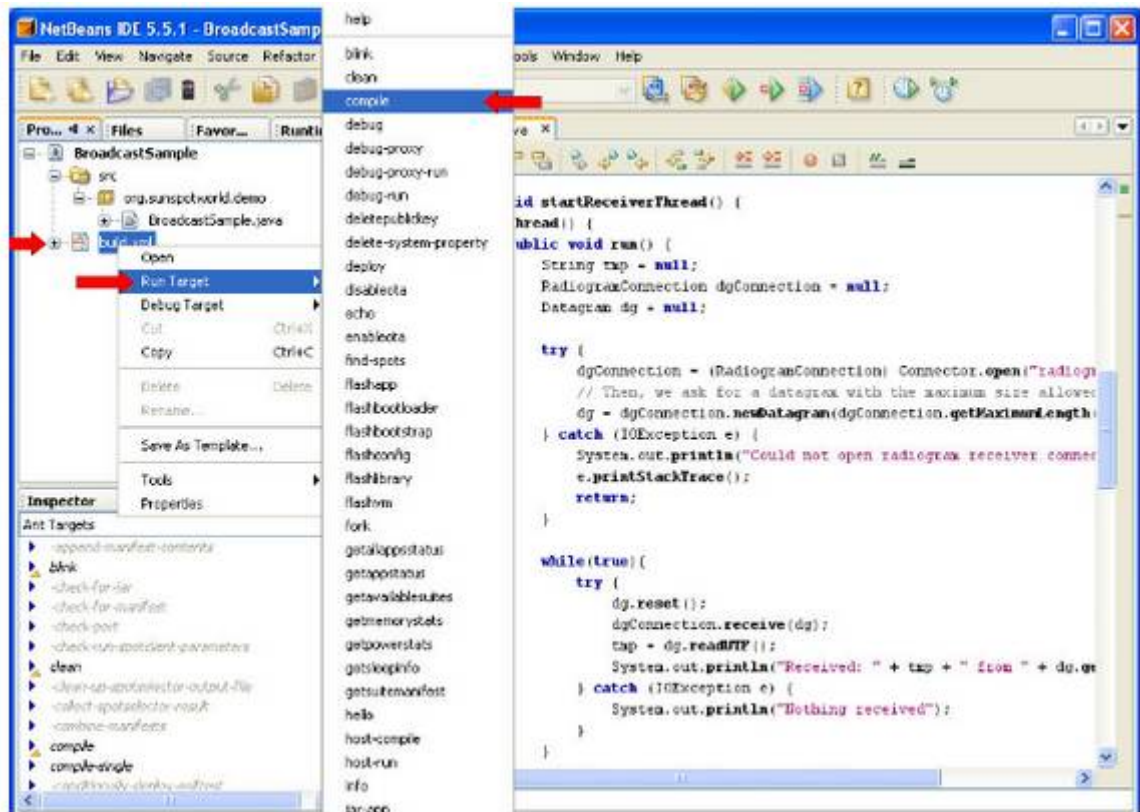 NetBeans IDE 5.5.1 - BroadcastSamp
File Edit View Navigate Source Refactor
ools Window Help
Pro... Files Favor... Runti
BroadcastSample
src
org.sunspotworld.demo
BroadcastSample.java
build.xml
Open
Run Target
Debug Target
Cut Ctrl+X
Copy Ctrl+C
Delete Delete
Rename...
Save As Template...
Tools
Properties
help
blink
clean
compile
debug
debug-proxy
debug-proxy-run
debug-run
deletepublickey
delete-system-property
deploy
disableota
echo
enableota
find-spots
flashapp
flashbootloader
flashbootstrap
flashconfig
flashlibrary
flashvm
fork
getallappsstatus
getappstatus
getavailablesuites
getmemorystats
getpowerstats
getsleepinfo
getsuitemanifest
hello
host-compile
host-run
info
jar-app
va
id startReceiverThread() {
hread() {
ublic void run() {
String tmp = null;
RadiogramConnection dgConnection = null;
Datagram dg = null;
try {
dgConnection = (RadiogramConnection) Connector.open("radiogr
// Then, we ask for a datagram with the maximum size allowed
dg = dgConnection.newDatagram(dgConnection.getMaximumLength(
} catch (IOException e) {
System.out.println("Could not open radiogram receiver connec
e.printStackTrace();
return;
}
while(true){
try {
dg.reset();
dgConnection.receive(dg);
tmp = dg.readUTF();
System.out.println("Received: " + tmp + " from " + dg.ge
} catch (IOException e) {
System.out.println("Nothing received");
}
}
Inspector
Ant Targets
-append-manifest-contents
blink
-check-for-jar
-check-for-manifest
-check-port
-check-run-spotclient-parameters
clean
-clean-up-spotselector-output-file
-collect-spotselector-result
-combine-manifests
compile
compile-single